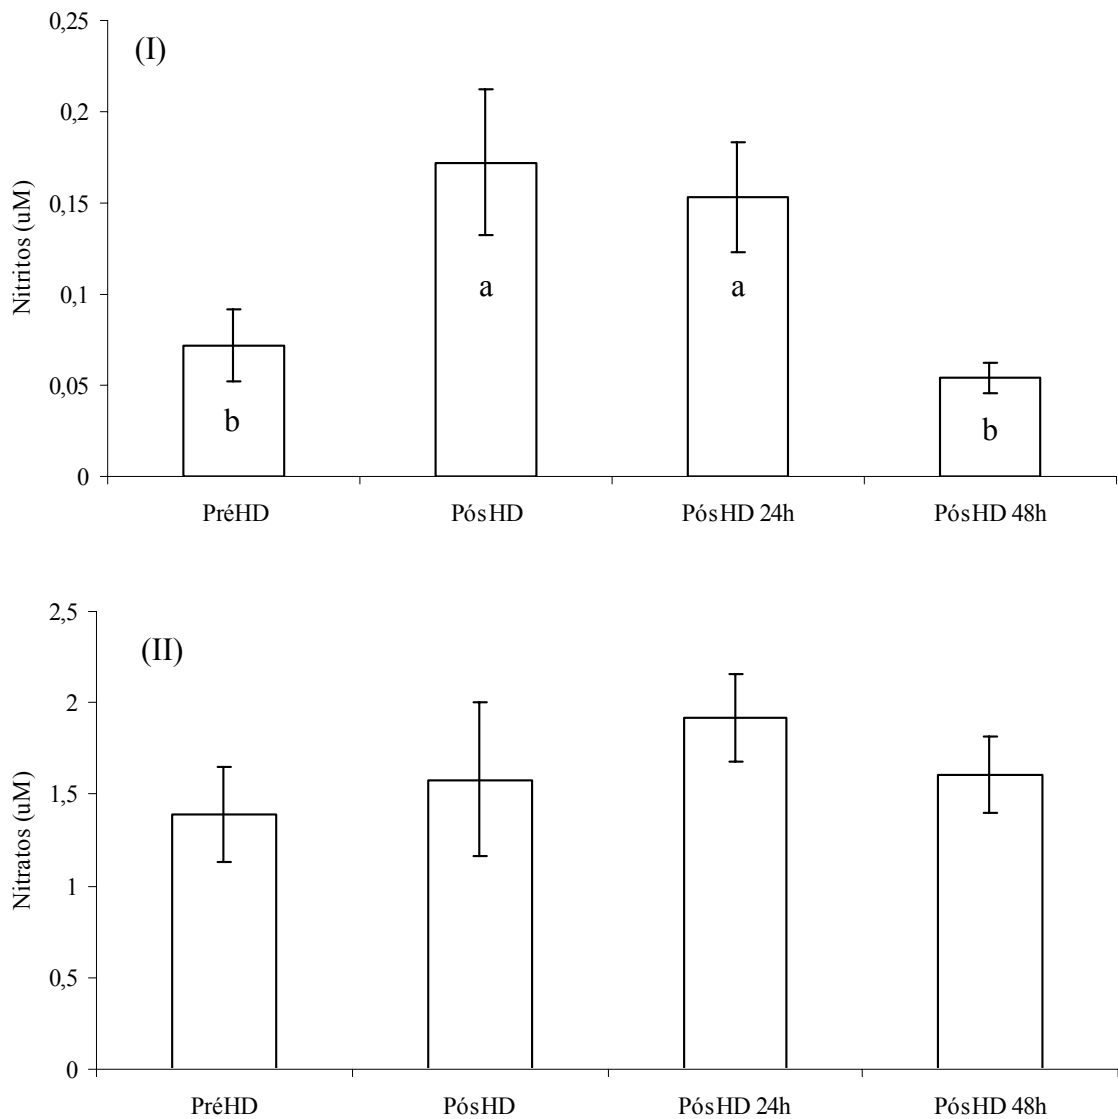 (I)
Nitritos (uM)
0,25
0,2
0,15
0,1
0,05
0
b
a
a
b
PréHD
PósHD
PósHD 24h
PósHD 48h
(II)
Nitratos (uM)
2,5
2
1,5
1
0,5
0
PréHD
PósHD
PósHD 24h
PósHD 48h